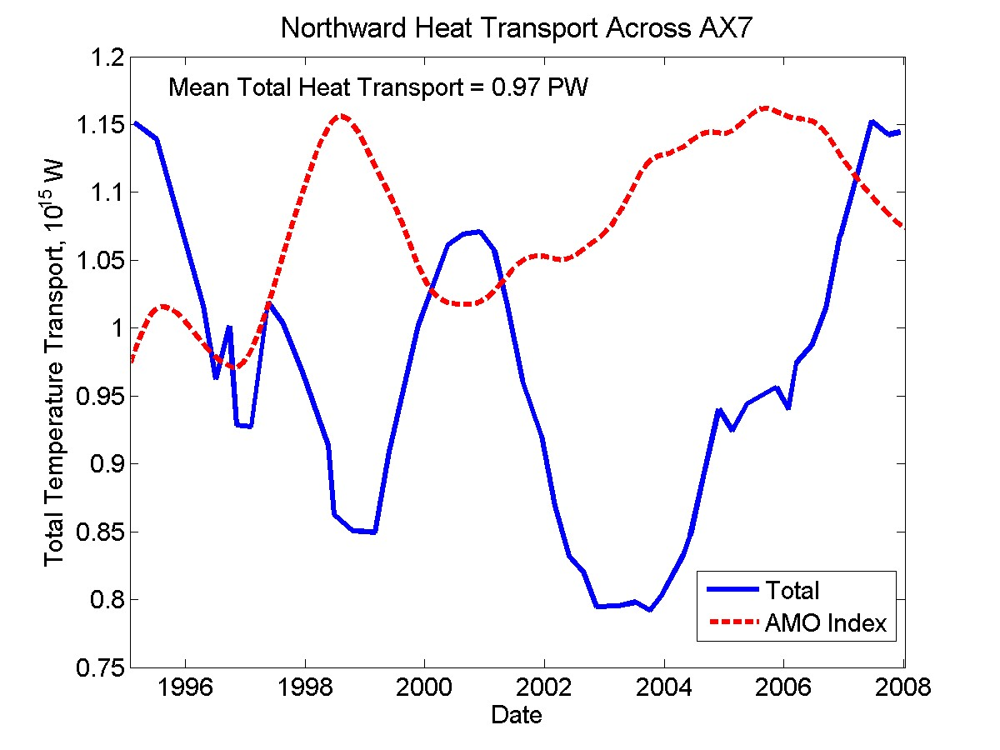 Northward Heat Transport Across AX7
Mean Total Heat Transport = 0.97 PW
Total Temperature Transport, 10^15 W
1.2
1.15
1.1
1.05
1
0.95
0.9
0.85
0.8
0.75
Total
AMO Index
1996 1998 2000 2002 2004 2006 2008
Date